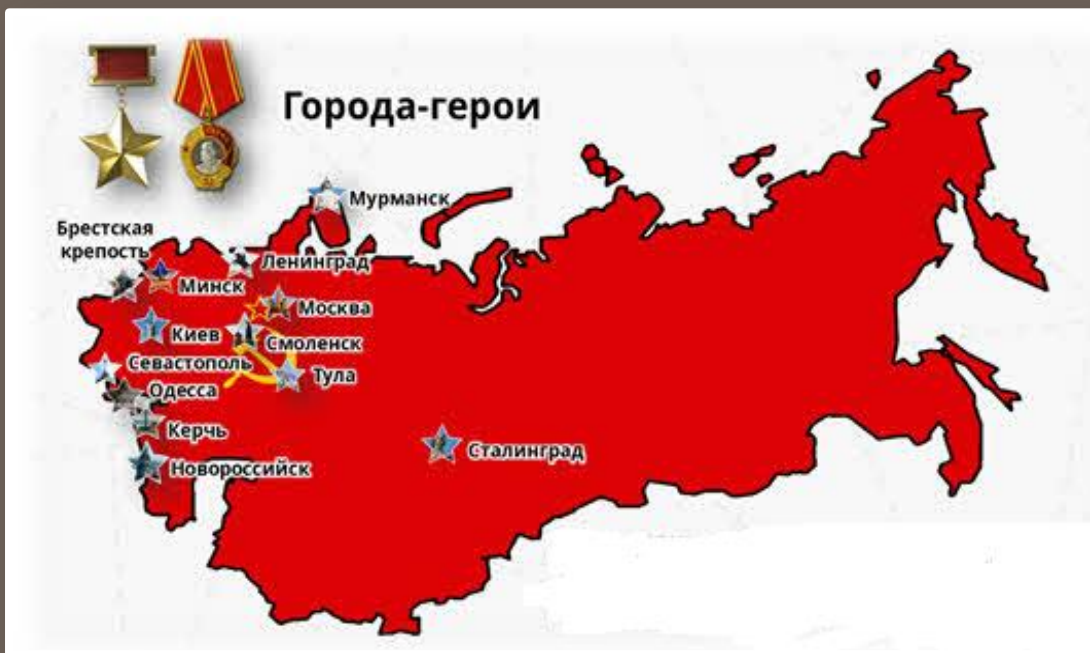 Города-герои
Мурманск
Брестская
крепость
Ленинград
Минск
Москва
Киев
Смоленск
Севастополь
Тула
Одесса
Керчь
Сталинград
Новороссийск